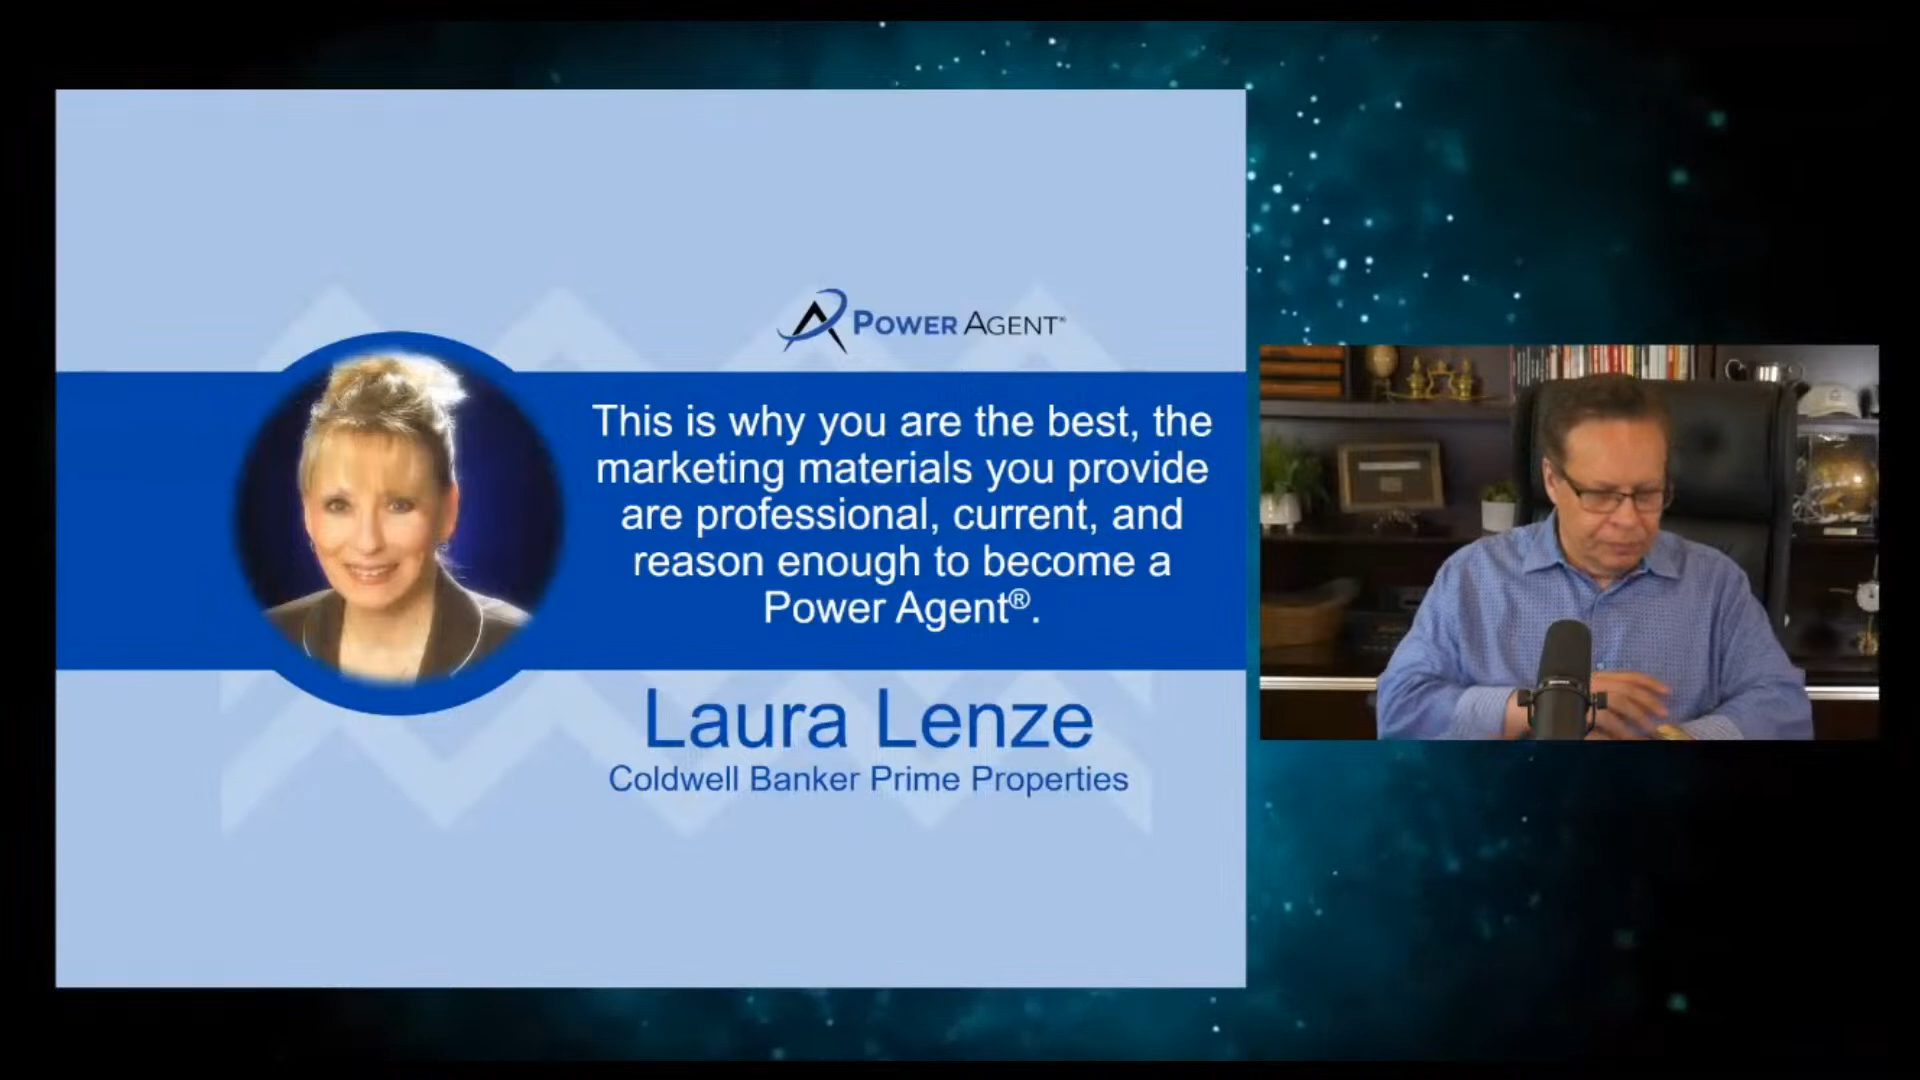 POWER AGENT®
This is why you are the best, the
marketing materials you provide
are professional, current, and
reason enough to become a
Power Agent®.
Laura Lenze
Coldwell Banker Prime Properties